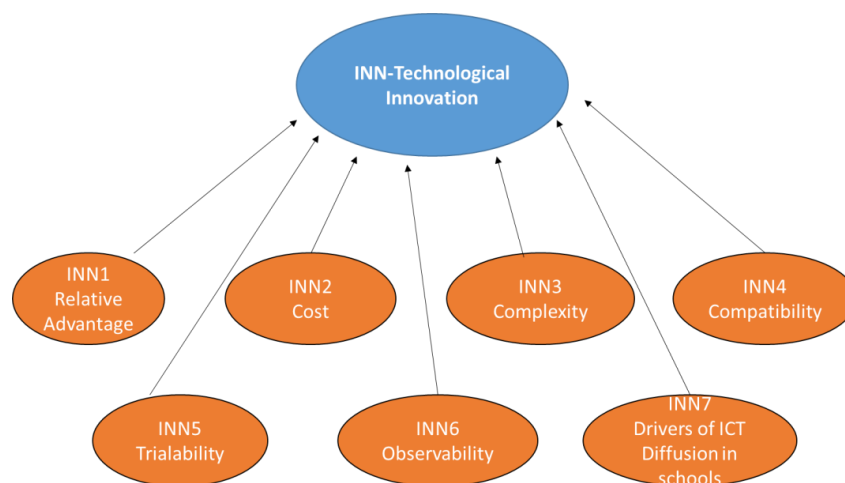 INN-Technological
Innovation
INN1
Relative
Advantage
INN2
Cost
INN3
Complexity
INN4
Compatibility
INN5
Trialability
INN6
Observability
INN7
Drivers of ICT
Diffusion in
schools